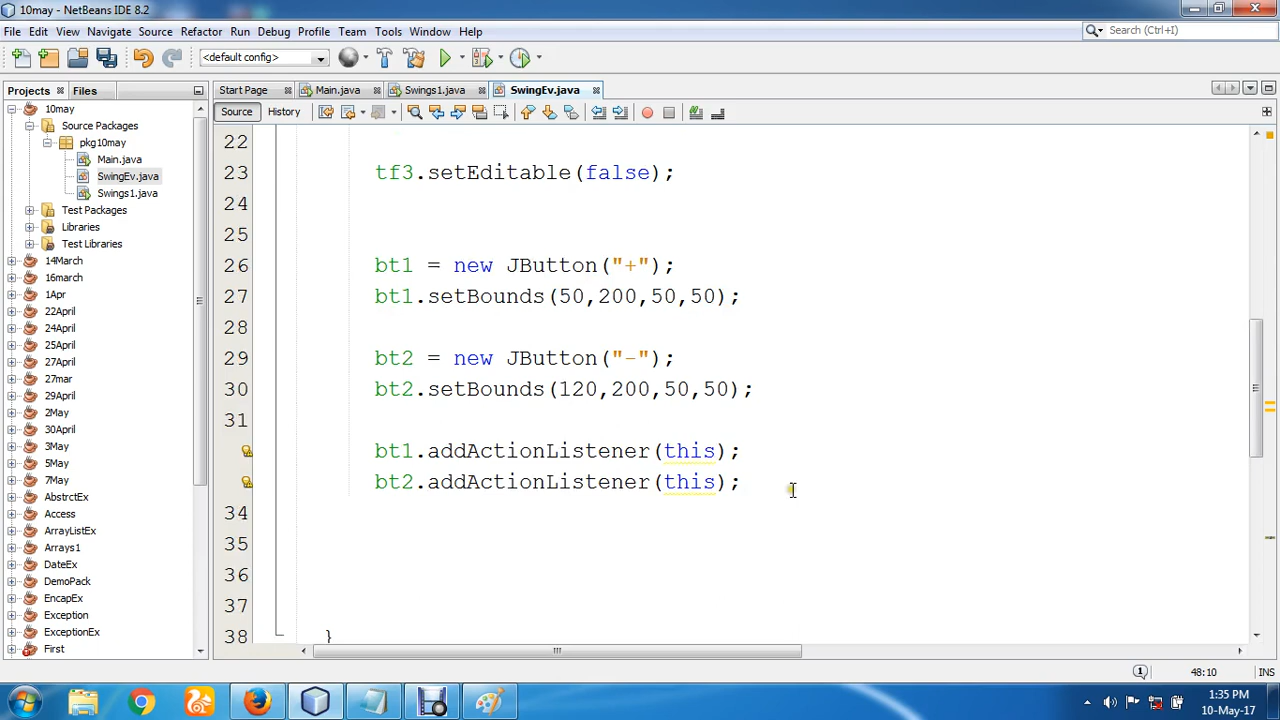 10may - NetBeans IDE 8.2
File Edit View Navigate Source Refactor Run Debug Profile Team Tools Window Help
Search (Ctrl+I)
<default config>
Projects Files
Start Page Main.java Swings1.java SwingEv.java
Source History
10may
Source Packages
pkg10may
Main.java
SwingEv.java
Swings1.java
Test Packages
Libraries
Test Libraries
14March
16march
1Apr
22April
24April
25April
27April
27mar
29April
2May
30April
3May
5May
7May
AbstrctEx
Access
ArrayListEx
Arrays1
DateEx
DemoPack
EncapEx
Exception
ExceptionEx
First
22
23 tf3.setEditable(false);
24
25
26 bt1 = new JButton("+");
27 bt1.setBounds(50,200,50,50);
28
29 bt2 = new JButton("-");
30 bt2.setBounds(120,200,50,50);
31
bt1.addActionListener(this);
bt2.addActionListener(this);
34
35
36
37
38 }
48:10 INS
1:35 PM
10-May-17